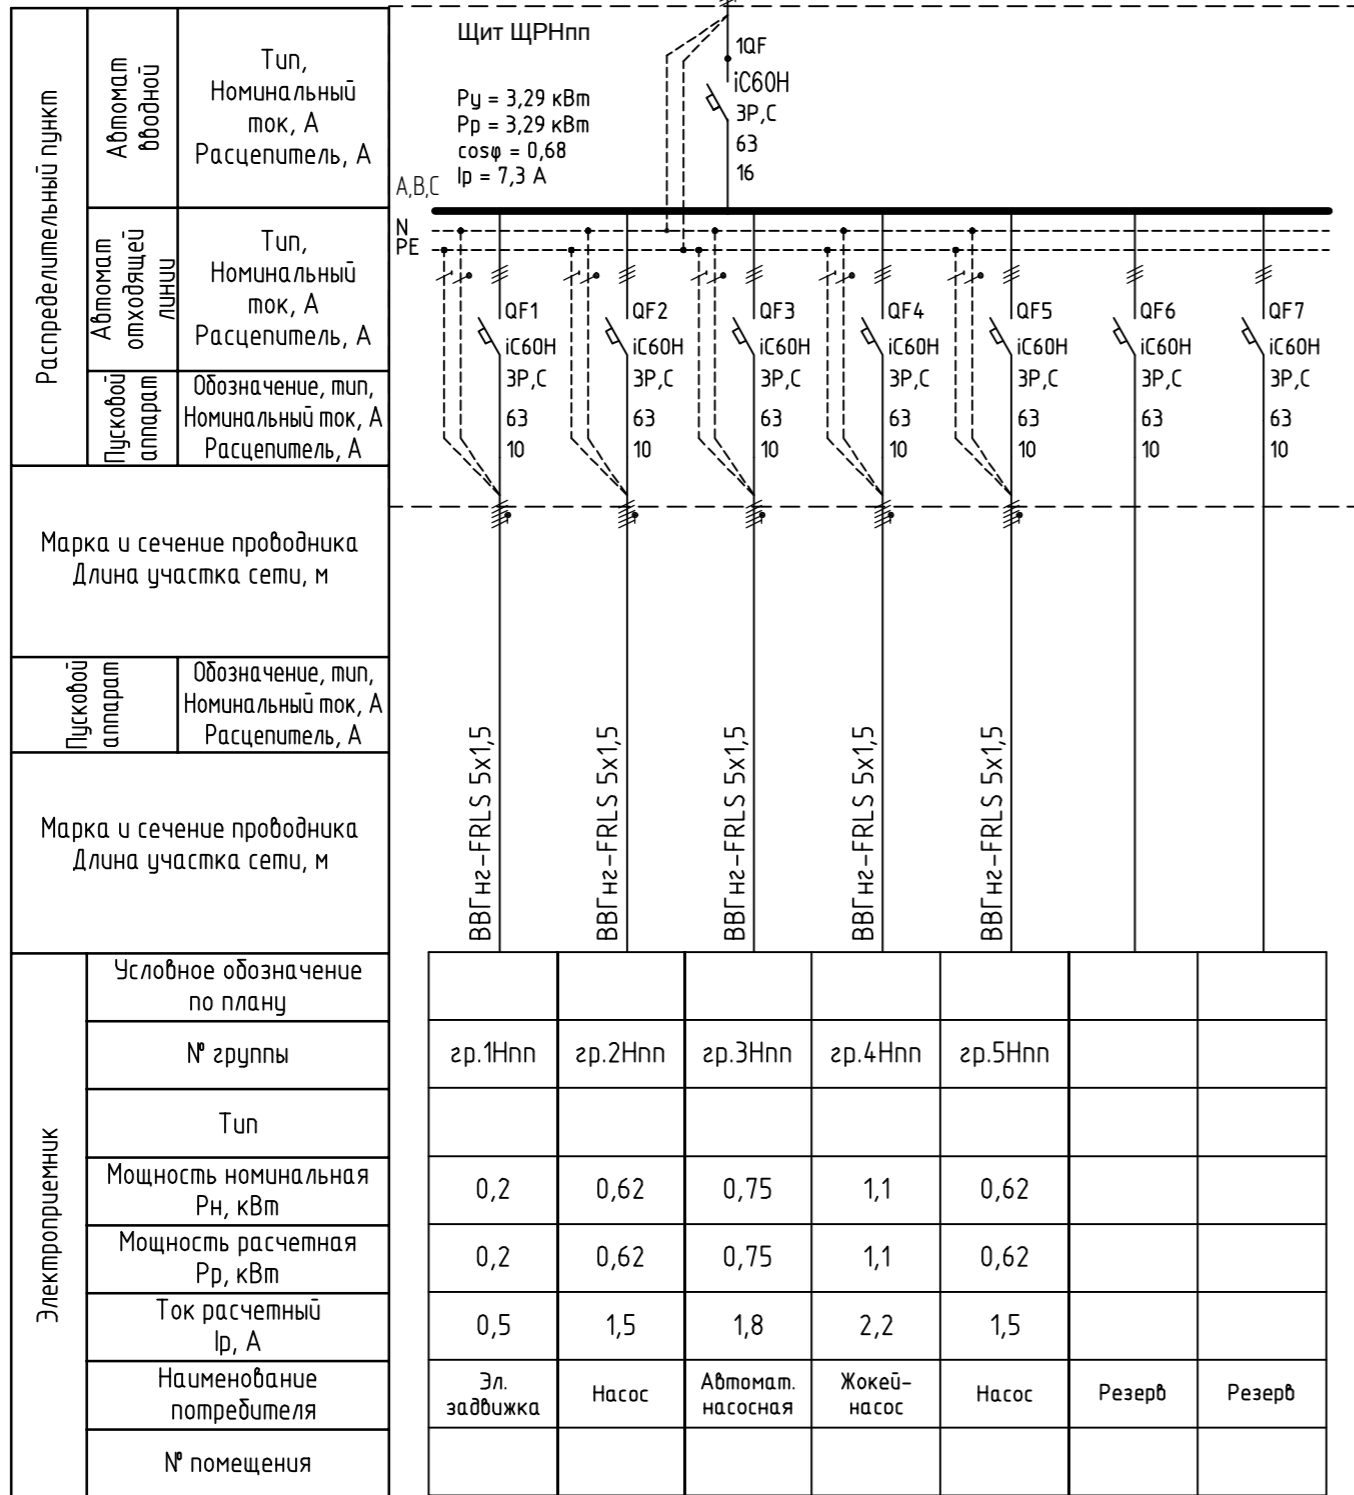 Распределительный пункт
Автомат
вводной
Тип,
Номинальный
ток, А
Расцепитель, А
Щит ЩРНпп
Ру = 3,29 кВт
Рр = 3,29 кВт
cosφ = 0,68
Iр = 7,3 А
1QF
iC60H
3P,C
63
16
A,B,C
N
PE
Автомат
отходящей
линии
Тип,
Номинальный
ток, А
Расцепитель, А
QF1
iC60H
3P,C
63
10
QF2
iC60H
3P,C
63
10
QF3
iC60H
3P,C
63
10
QF4
iC60H
3P,C
63
10
QF5
iC60H
3P,C
63
10
QF6
iC60H
3P,C
63
10
QF7
iC60H
3P,C
63
10
Пусковой
аппарат
Обозначение, тип,
Номинальный ток, А
Расцепитель, А
Марка и сечение проводника
Длина участка сети, м
Пусковой
аппарат
Обозначение, тип,
Номинальный ток, А
Расцепитель, А
Марка и сечение проводника
Длина участка сети, м
ВВГнг-FRLS 5х1,5
ВВГнг-FRLS 5х1,5
ВВГнг-FRLS 5х1,5
ВВГнг-FRLS 5х1,5
ВВГнг-FRLS 5х1,5
Электроприемник
Условное обозначение
по плану
№ группы
гр.1Нпп гр.2Нпп гр.3Нпп гр.4Нпп гр.5Нпп
Тип
Мощность номинальная
Рн, кВт
0,2 0,62 0,75 1,1 0,62
Мощность расчетная
Рр, кВт
0,2 0,62 0,75 1,1 0,62
Ток расчетный
Iр, А
0,5 1,5 1,8 2,2 1,5
Наименование
потребителя
Эл.
задвижка
Насос
Автомат.
насосная
Жокей-
насос
Насос
Резерв
Резерв
№ помещения